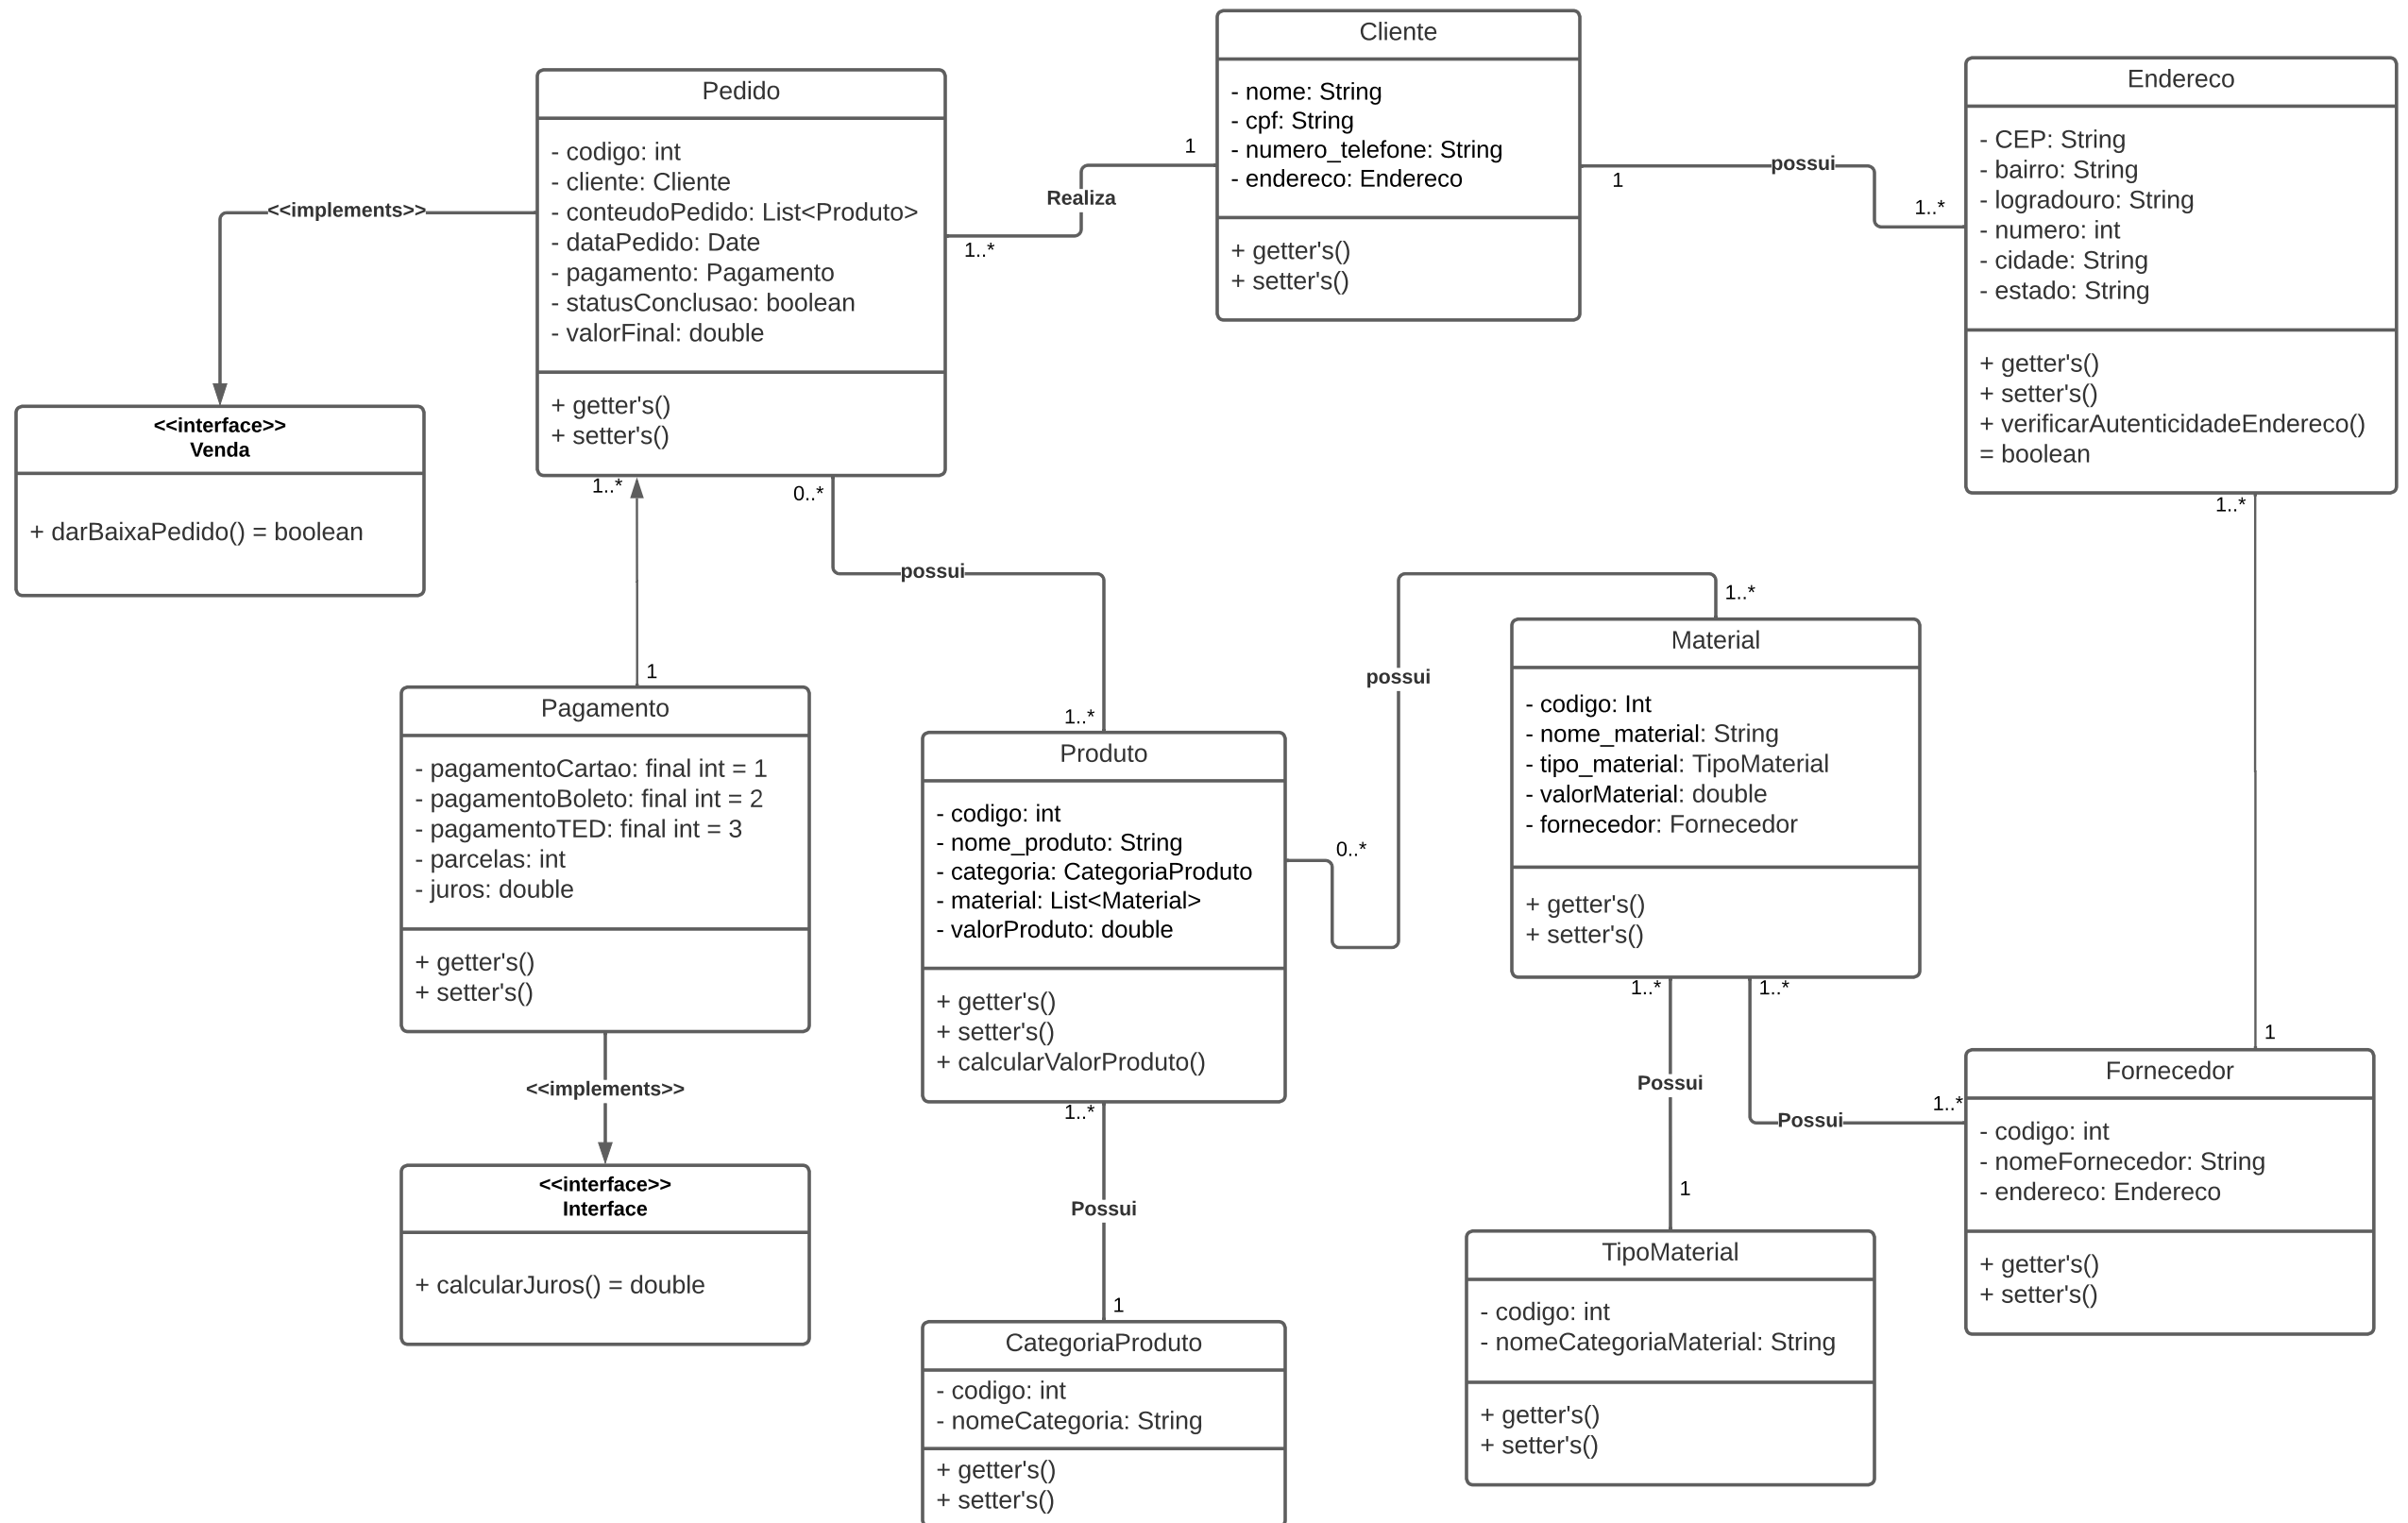 Cliente
- nome: String
- cpf: String
- numero_telefone: String
- endereco: Endereco
+ getter's()
+ setter's()
Pedido
- codigo: int
- cliente: Cliente
- conteudoPedido: List<Produto>
- dataPedido: Date
- pagamento: Pagamento
- statusConclusao: boolean
- valorFinal: double
+ getter's()
+ setter's()
Endereco
- CEP: String
- bairro: String
- logradouro: String
- numero: int
- cidade: String
- estado: String
+ getter's()
+ setter's()
+ verificarAutenticidadeEndereco()
= boolean
<<implements>>
1
Realiza
1..*
possui
1
1..*
<<interface>>
Venda
+ darBaixaPedido() = boolean
1..*
1
0..*
possui
1..*
possui
0..*
1..*
1..*
1
Pagamento
- pagamentoCartao: final int = 1
- pagamentoBoleto: final int = 2
- pagamentoTED: final int = 3
- parcelas: int
- juros: double
+ getter's()
+ setter's()
<<implements>>
<<interface>>
Interface
+ calcularJuros() = double
Produto
- codigo: int
- nome_produto: String
- categoria: CategoriaProduto
- material: List<Material>
- valorProduto: double
+ getter's()
+ setter's()
+ calcularValorProduto()
1..*
Possui
1
CategoriaProduto
- codigo: int
- nomeCategoria: String
+ getter's()
+ setter's()
Material
- codigo: Int
- nome_material: String
- tipo_material: TipoMaterial
- valorMaterial: double
- fornecedor: Fornecedor
+ getter's()
+ setter's()
1..*
Possui
1
1..*
Possui
1..*
TipoMaterial
- codigo: int
- nomeCategoriaMaterial: String
+ getter's()
+ setter's()
Fornecedor
- codigo: int
- nomeFornecedor: String
- endereco: Endereco
+ getter's()
+ setter's()